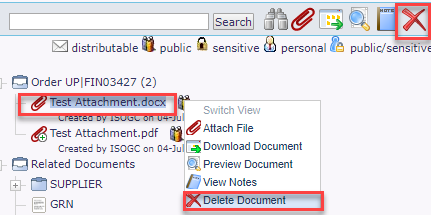 Search
NOTE
distributable public sensitive personal public/sensitive
Order UP|FIN03427 (2)
Test Attachment.docx
Created by ISOGC on 04-Jul
Test Attachment.pdf
Created by ISOGC on 04-Jul
Related Documents
SUPPLIER
GRN
Switch View
Attach File
Download Document
Preview Document
View Notes
Delete Document